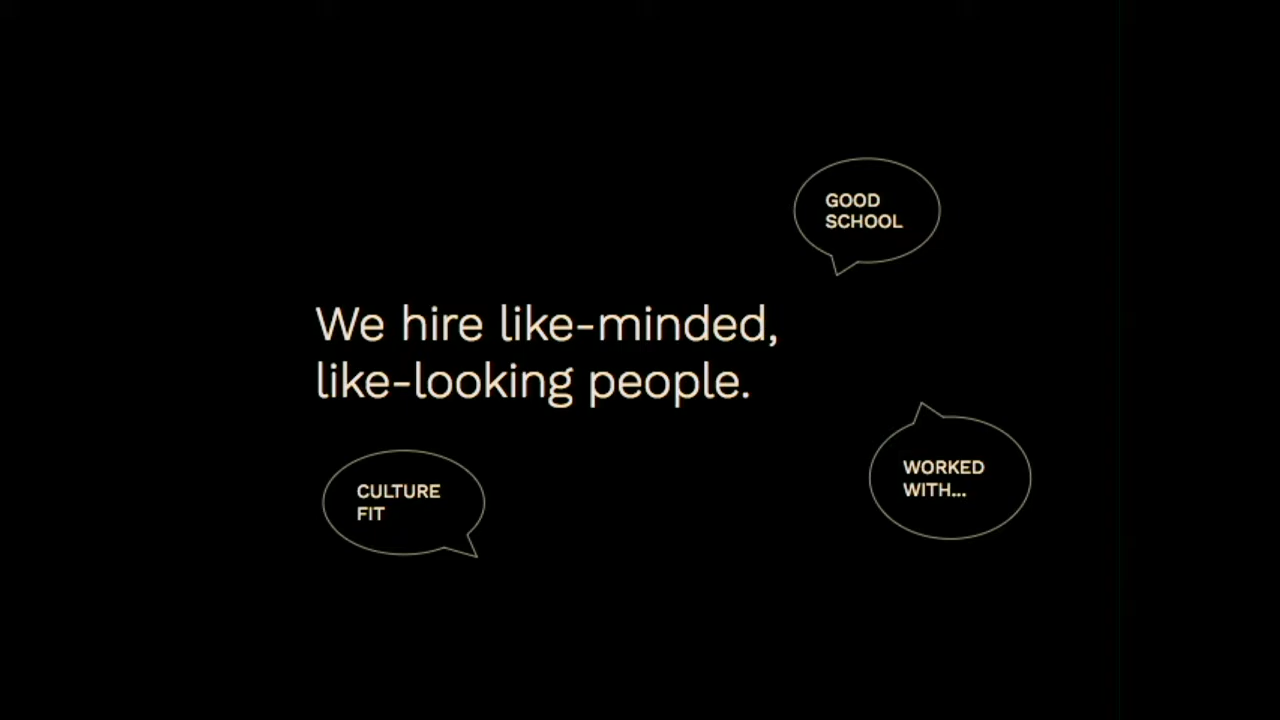 GOOD
SCHOOL
We hire like-minded,
like-looking people.
WORKED
WITH...
CULTURE
FIT